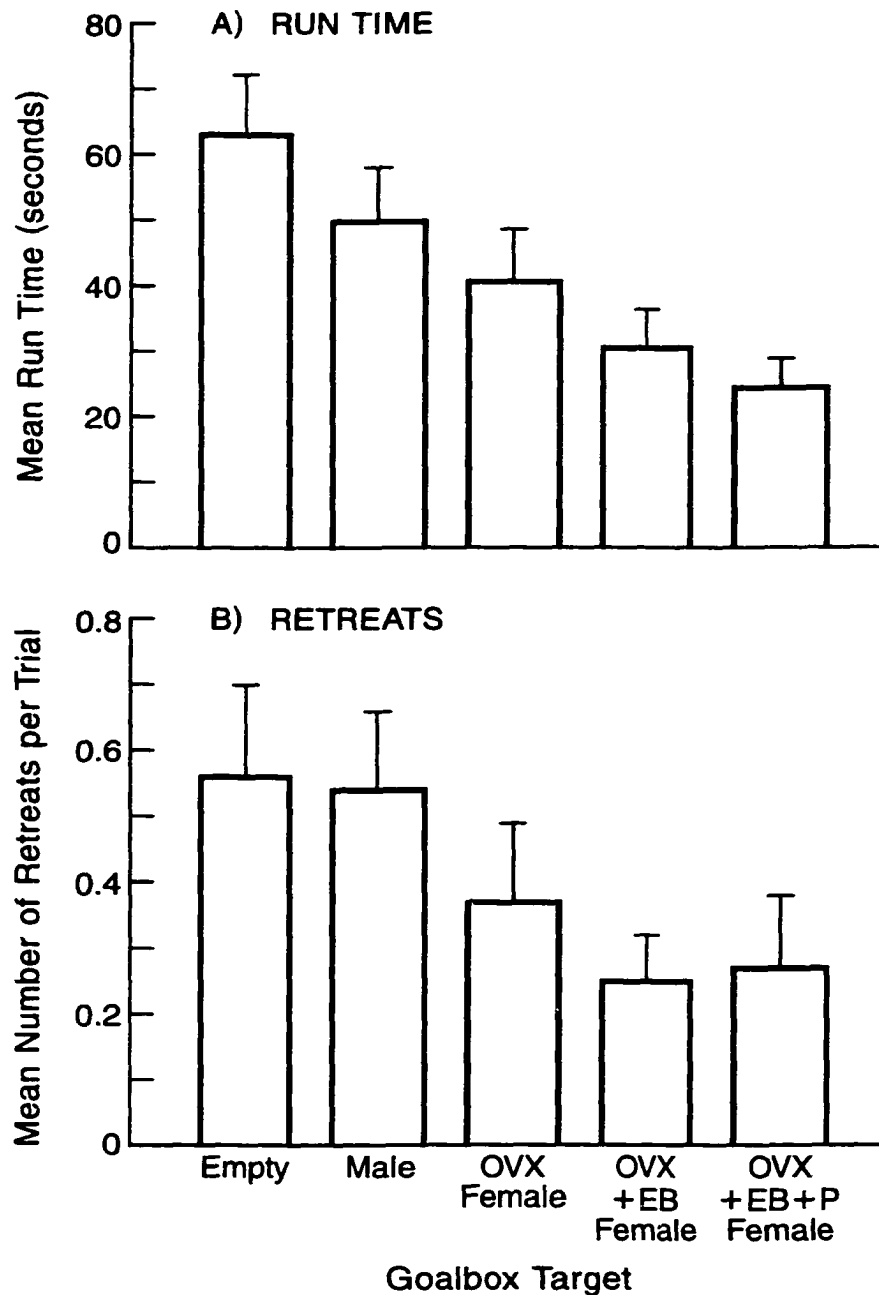 A) RUN TIME
Mean Run Time (seconds)
80
60
40
20
0
B) RETREATS
Mean Number of Retreats per Trial
0.8
0.6
0.4
0.2
0
Empty
Male
OVX
Female
OVX
+EB
Female
OVX
+EB+P
Female
Goalbox Target